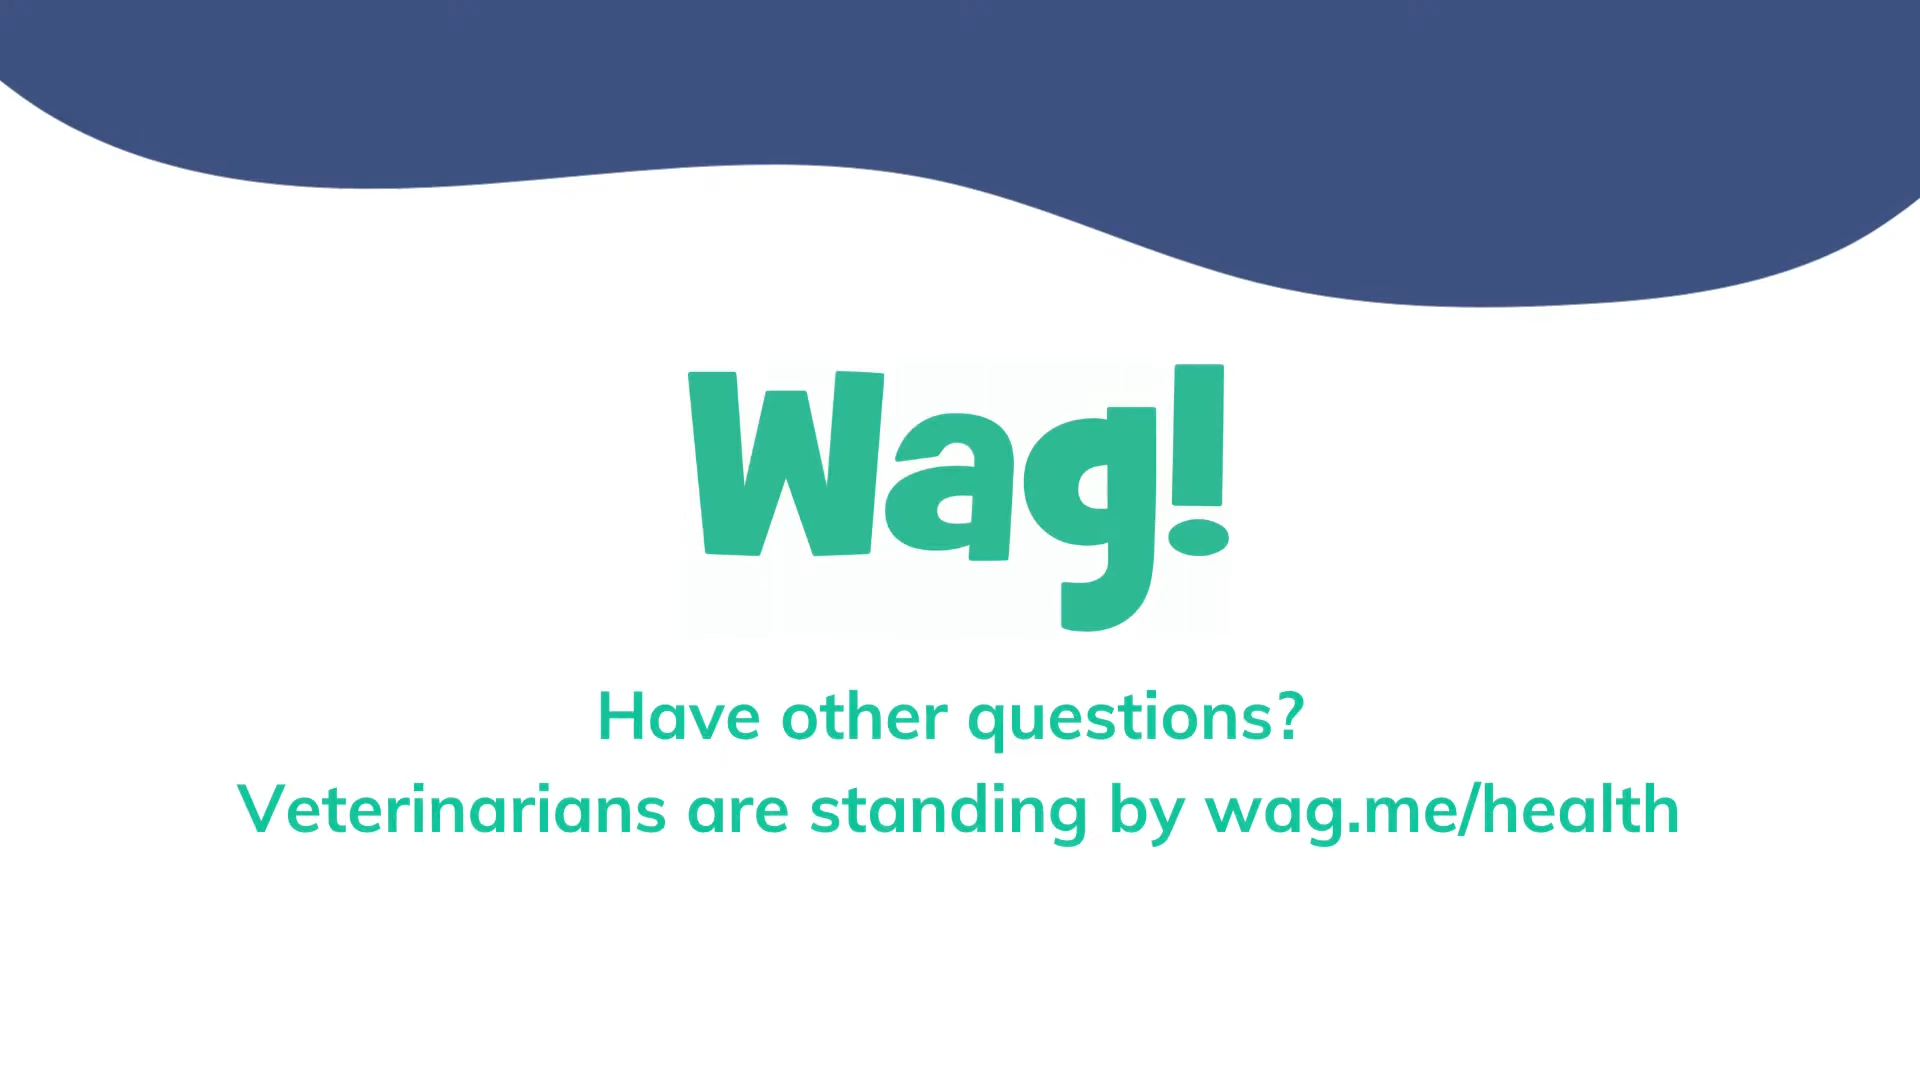 Wag!
Have other questions?
Veterinarians are standing by wag.me/health